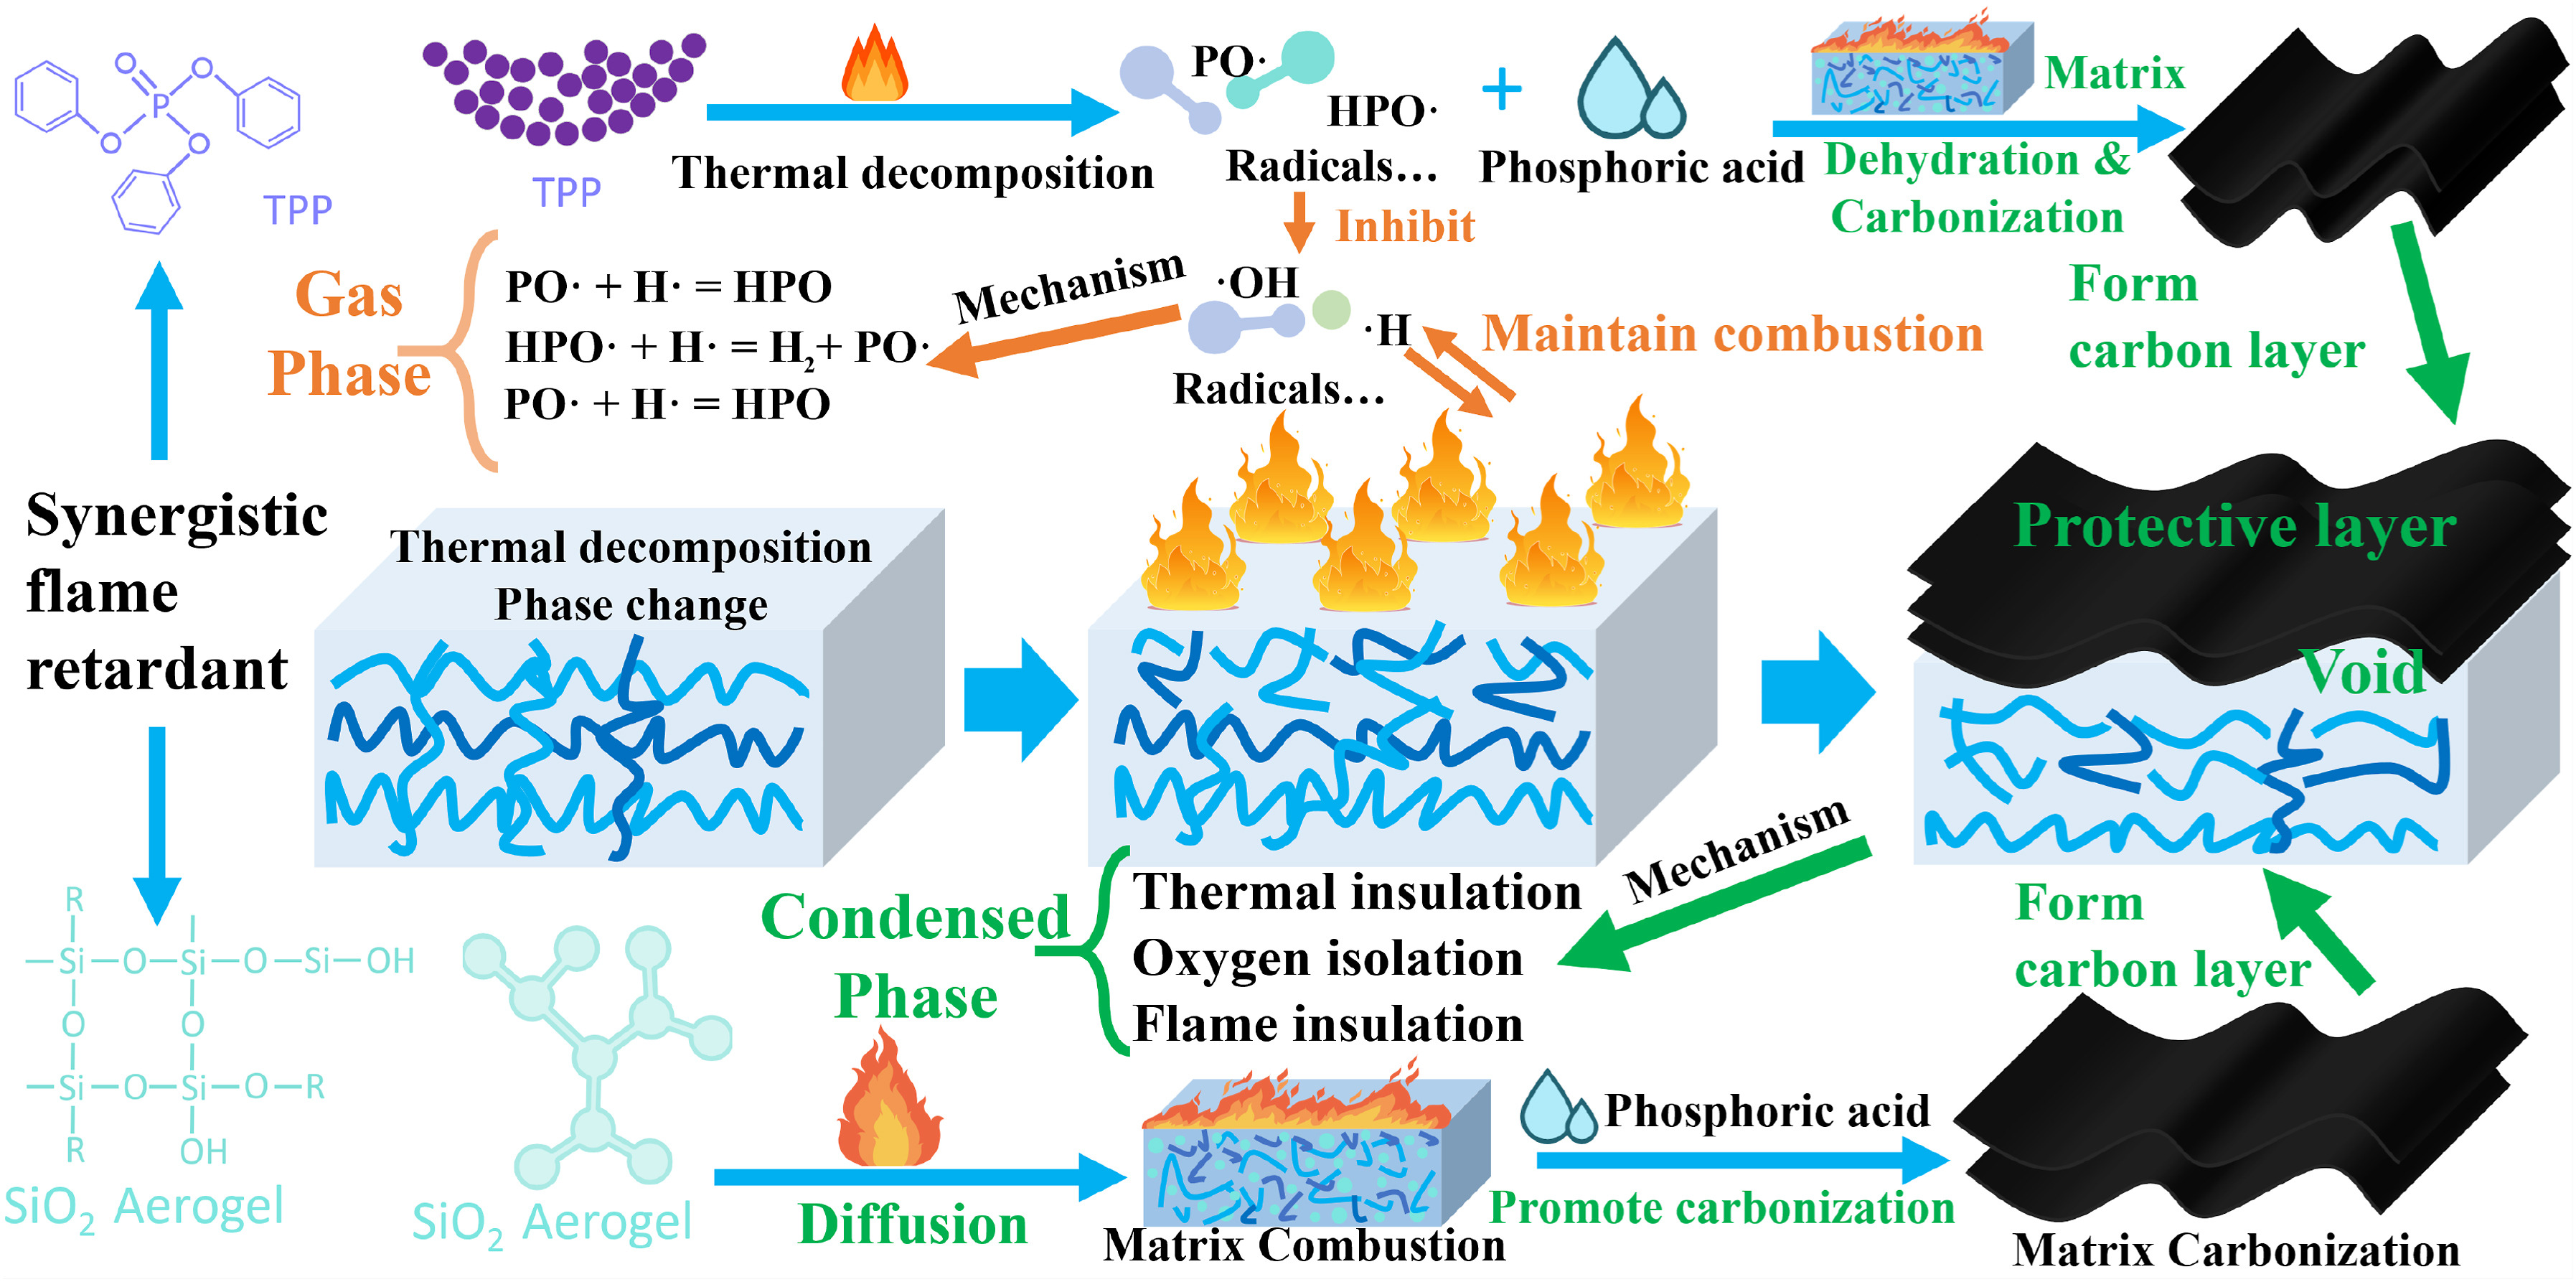 O
O
P
O
O
TPP
TPP
Thermal decomposition
PO·
HPO·
Radicals…
+
Phosphoric acid
Matrix
Dehydration &
Carbonization
Inhibit
Gas
Phase
PO· + H· = HPO
HPO· + H· = H₂+ PO·
PO· + H· = HPO
Mechanism
·OH
·H
Radicals…
Maintain combustion
Form
carbon layer
Synergistic
flame
retardant
Thermal decomposition
Phase change
Protective layer
Void
Mechanism
Condensed
Phase
Thermal insulation
Oxygen isolation
Flame insulation
Form
carbon layer
R
Si—O—Si—O—Si—OH
O
O
Si—O—Si—O—R
R
OH
SiO₂ Aerogel
SiO₂ Aerogel
Diffusion
Matrix Combustion
Phosphoric acid
Promote carbonization
Matrix Carbonization